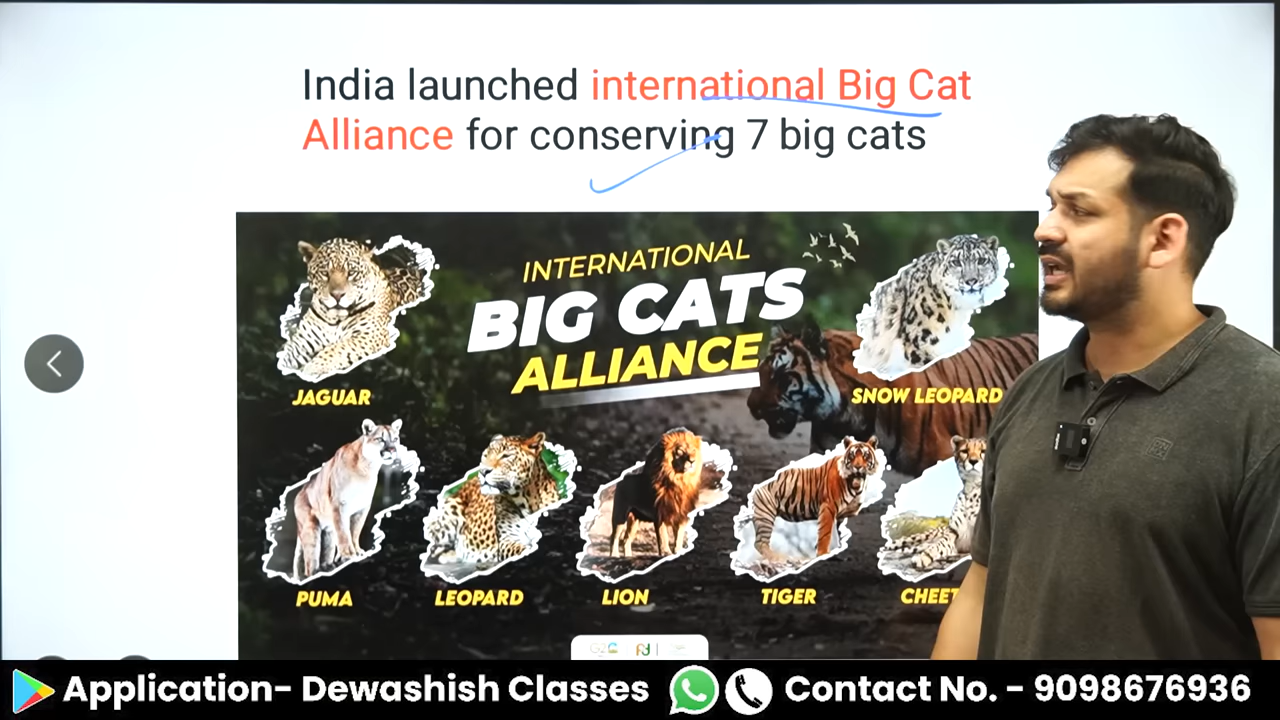 India launched international Big Cat
Alliance for conserving 7 big cats
INTERNATIONAL
BIG CATS
ALLIANCE
JAGUAR
SNOW LEOPARD
PUMA
LEOPARD
LION
TIGER
CHEET
Application- Dewashish Classes
Contact No. - 9098676936